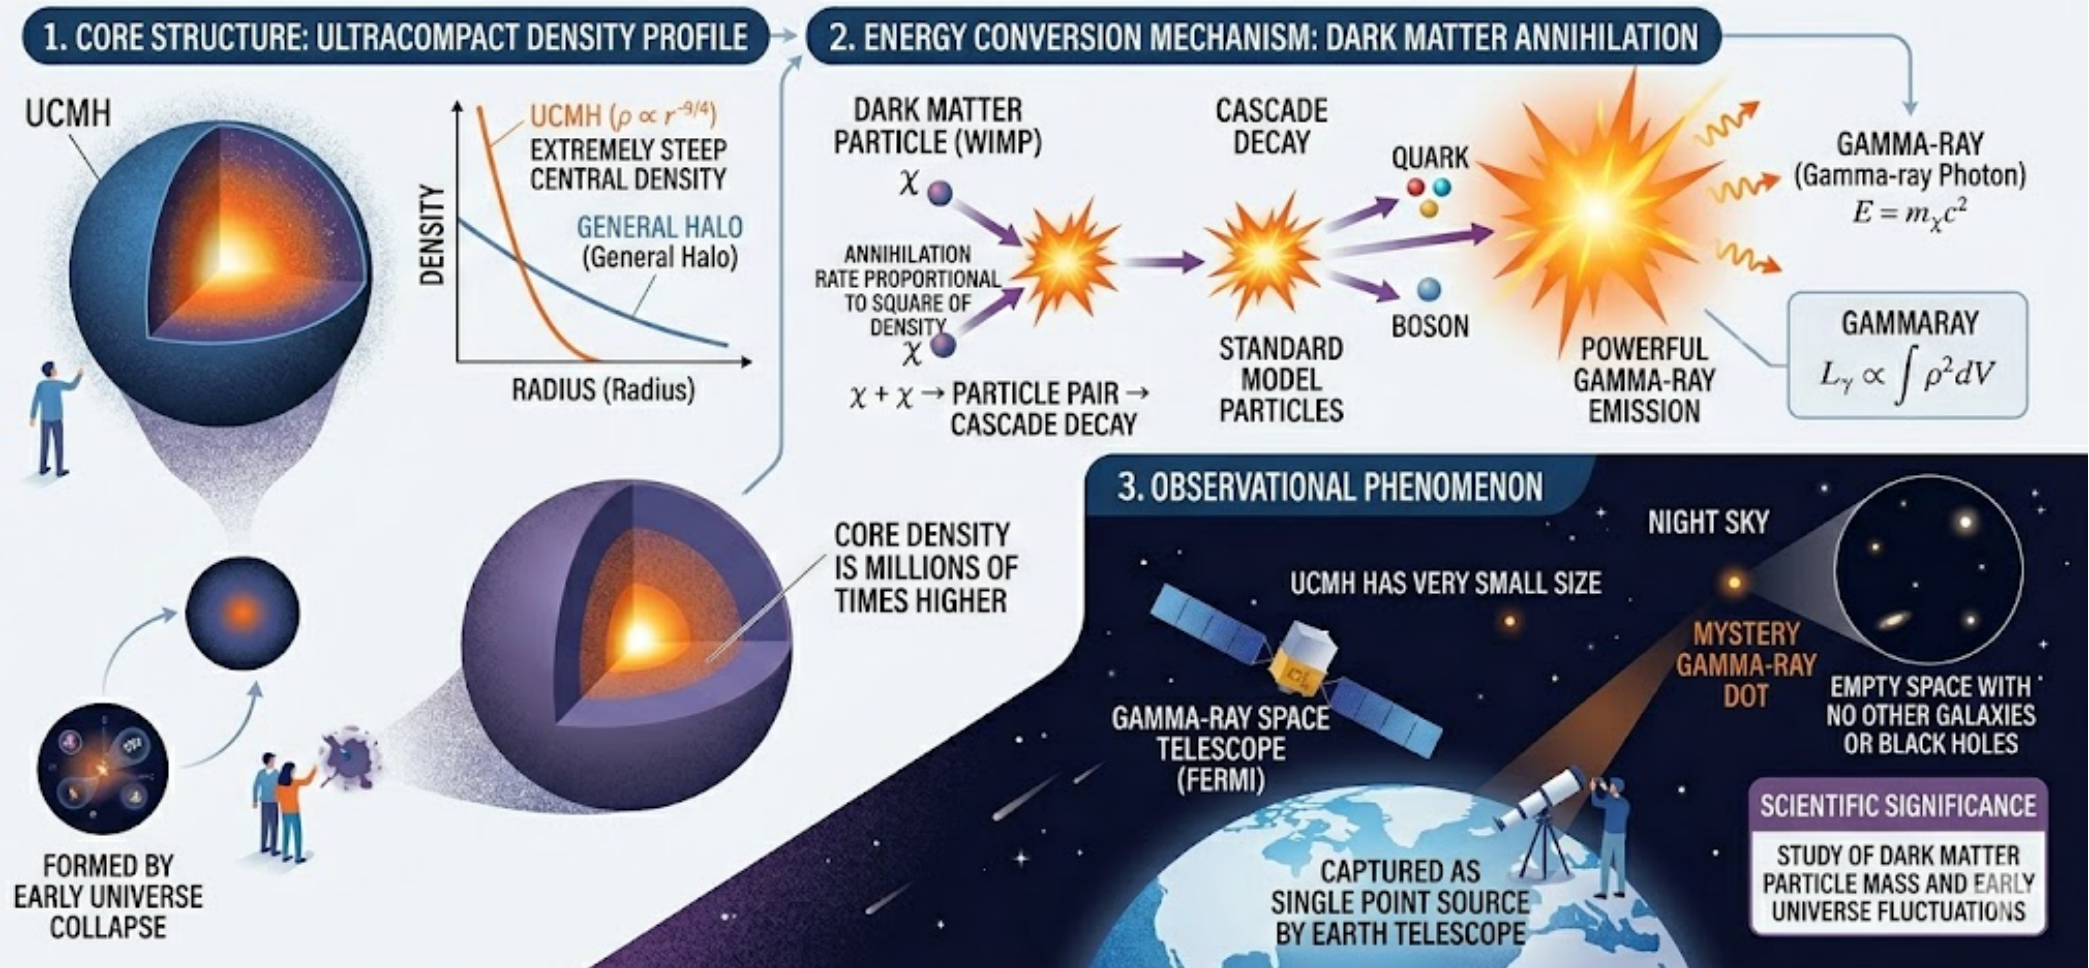 1. CORE STRUCTURE: ULTRACOMPACT DENSITY PROFILE
UCMH
UCMH (ρ ∝ r⁻⁹/⁴)
EXTREMELY STEEP
CENTRAL DENSITY
GENERAL HALO
(General Halo)
DENSITY
RADIUS (Radius)
CORE DENSITY
IS MILLIONS OF
TIMES HIGHER
FORMED BY
EARLY UNIVERSE
COLLAPSE
2. ENERGY CONVERSION MECHANISM: DARK MATTER ANNIHILATION
DARK MATTER
PARTICLE (WIMP)
χ
ANNIHILATION
RATE PROPORTIONAL
TO SQUARE OF
DENSITY
χ
χ + χ → PARTICLE PAIR →
CASCADE DECAY
CASCADE
DECAY
STANDARD
MODEL
PARTICLES
QUARK
BOSON
POWERFUL
GAMMA-RAY
EMISSION
GAMMA-RAY
(Gamma-ray Photon)
E = mχc²
GAMMARAY
Lγ ∝ ∫ ρ²dV
3. OBSERVATIONAL PHENOMENON
NIGHT SKY
UCMH HAS VERY SMALL SIZE
GAMMA-RAY SPACE
TELESCOPE
(FERMI)
MYSTERY
GAMMA-RAY
DOT
EMPTY SPACE WITH
NO OTHER GALAXIES
OR BLACK HOLES
CAPTURED AS
SINGLE POINT SOURCE
BY EARTH TELESCOPE
SCIENTIFIC SIGNIFICANCE
STUDY OF DARK MATTER
PARTICLE MASS AND EARLY
UNIVERSE FLUCTUATIONS